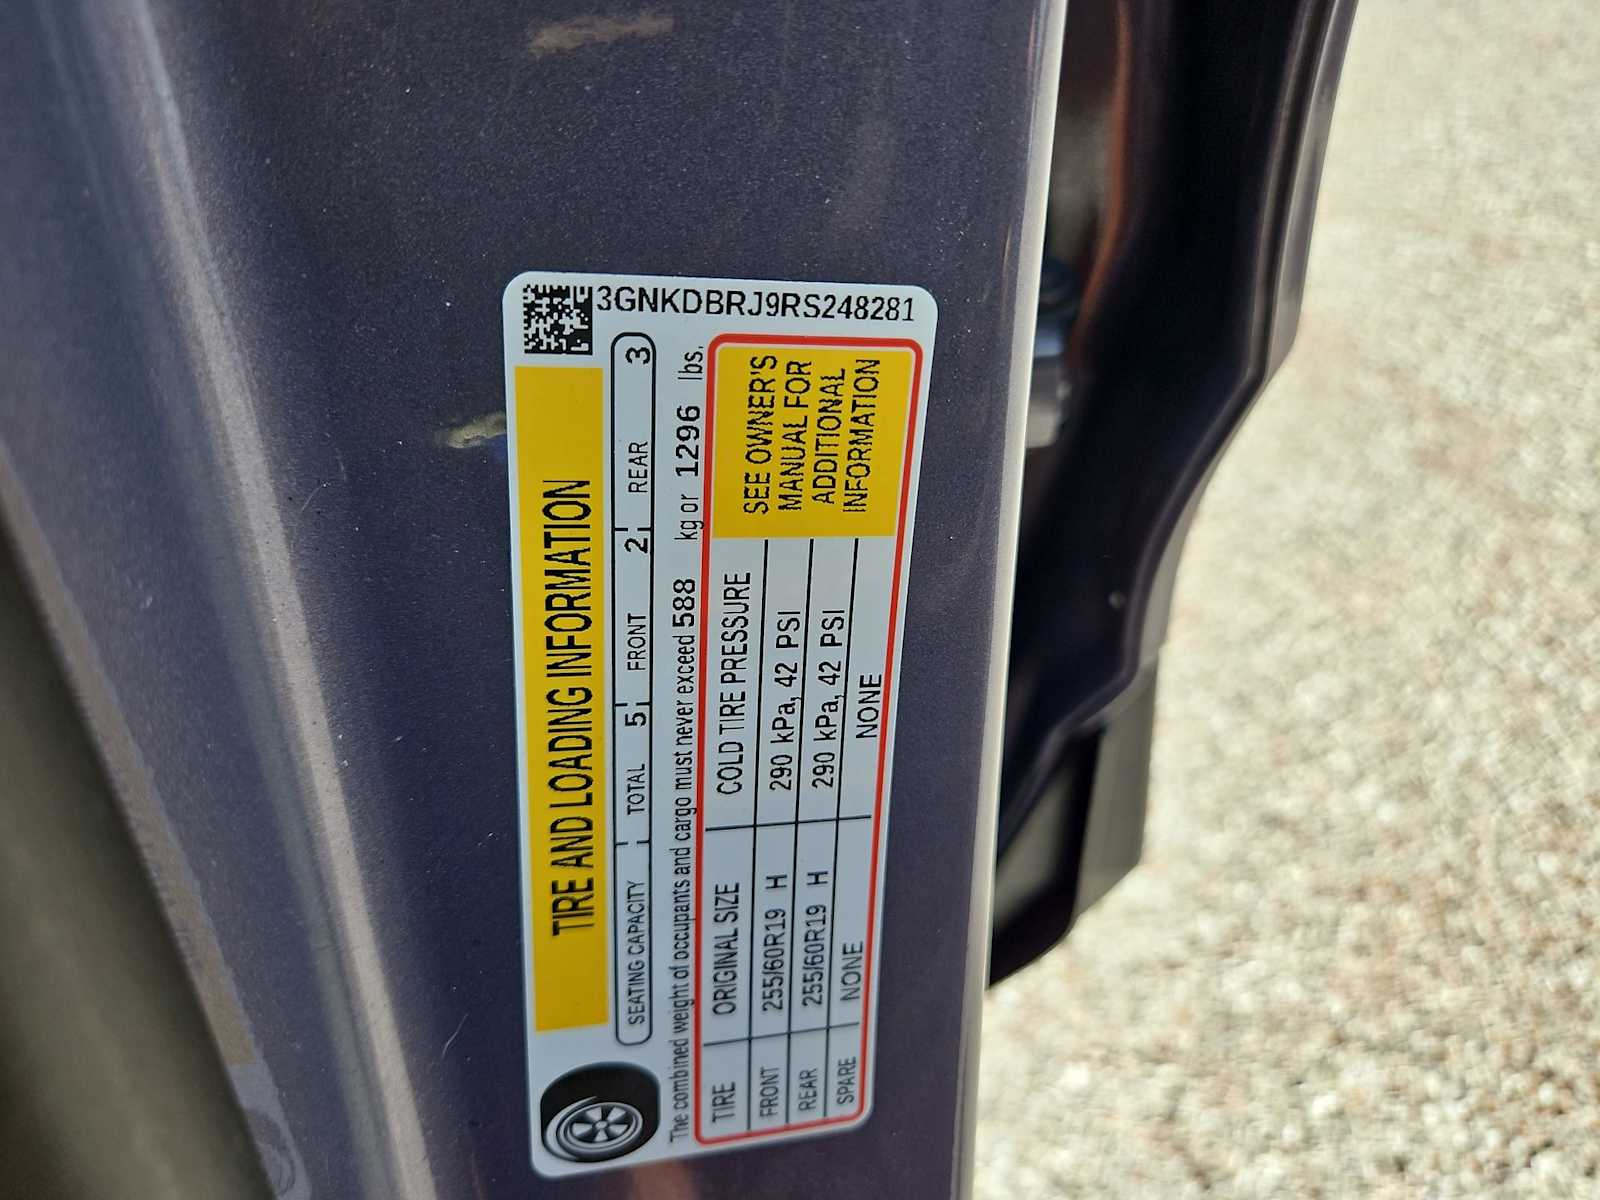 3GNKDBRJ9RS248281
TIRE AND LOADING INFORMATION
SEATING CAPACITY TOTAL 5 FRONT 2 REAR 3
The combined weight of occupants and cargo must never exceed 588 kg or 1296 lbs.
TIRE ORIGINAL SIZE COLD TIRE PRESSURE
FRONT 255/60R19 H 290 kPa, 42 PSI
REAR 255/60R19 H 290 kPa, 42 PSI
SPARE NONE NONE
SEE OWNER'S
MANUAL FOR
ADDITIONAL
INFORMATION